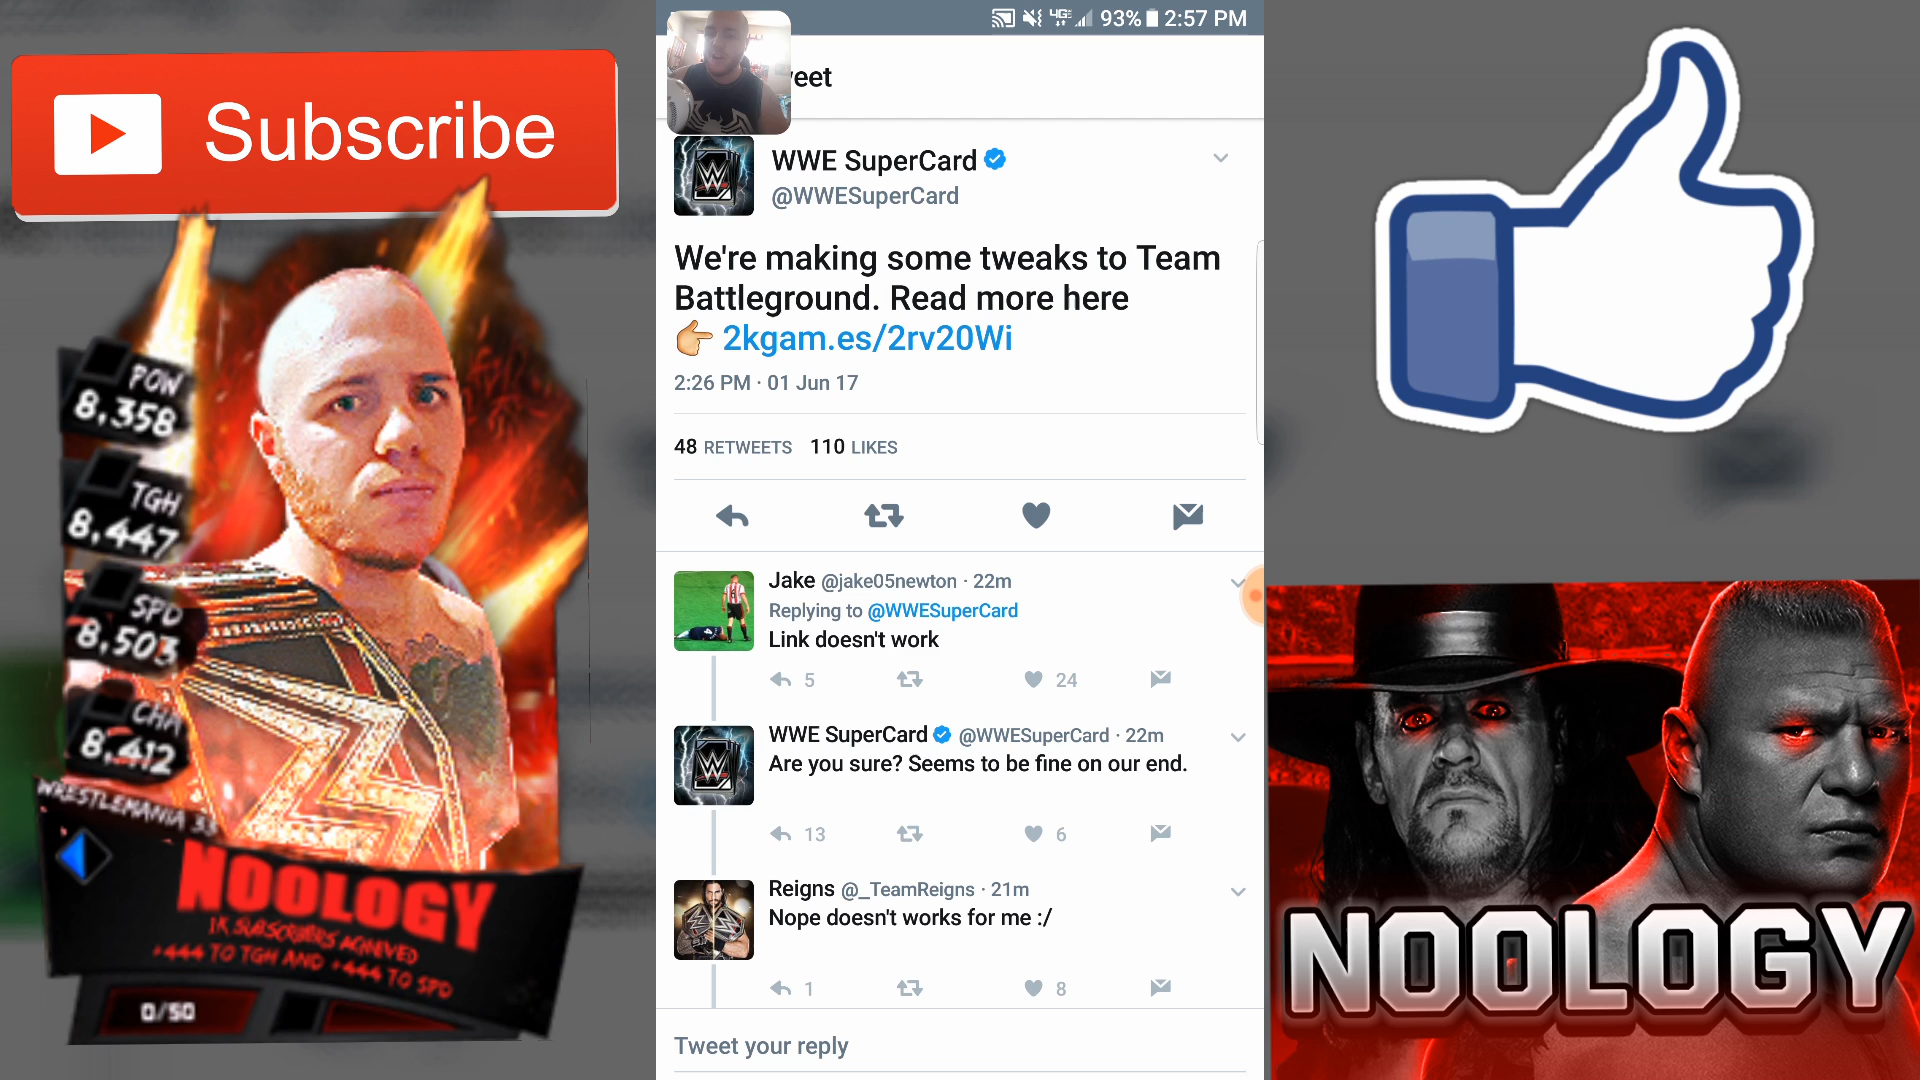 Subscribe
POW
8,358
TGH
8,447
SPD
8,503
CHA
8,412
WRESTLEMANIA 33
NOOLOGY
1K SUBSCRIBERS ACHIEVED
+444 TO TGH AND +444 TO SPD
0/50
4G
93%
2:57 PM
eet
WWE SuperCard
@WWESuperCard
We're making some tweaks to Team
Battleground. Read more here
👉 2kgam.es/2rv20Wi
2:26 PM · 01 Jun 17
48 RETWEETS 110 LIKES
Jake @jake05newton · 22m
Replying to @WWESuperCard
Link doesn't work
5 24
WWE SuperCard @WWESuperCard · 22m
Are you sure? Seems to be fine on our end.
13 6
Reigns @_TeamReigns · 21m
Nope doesn't works for me :/
1 8
Tweet your reply
NOOLOGY